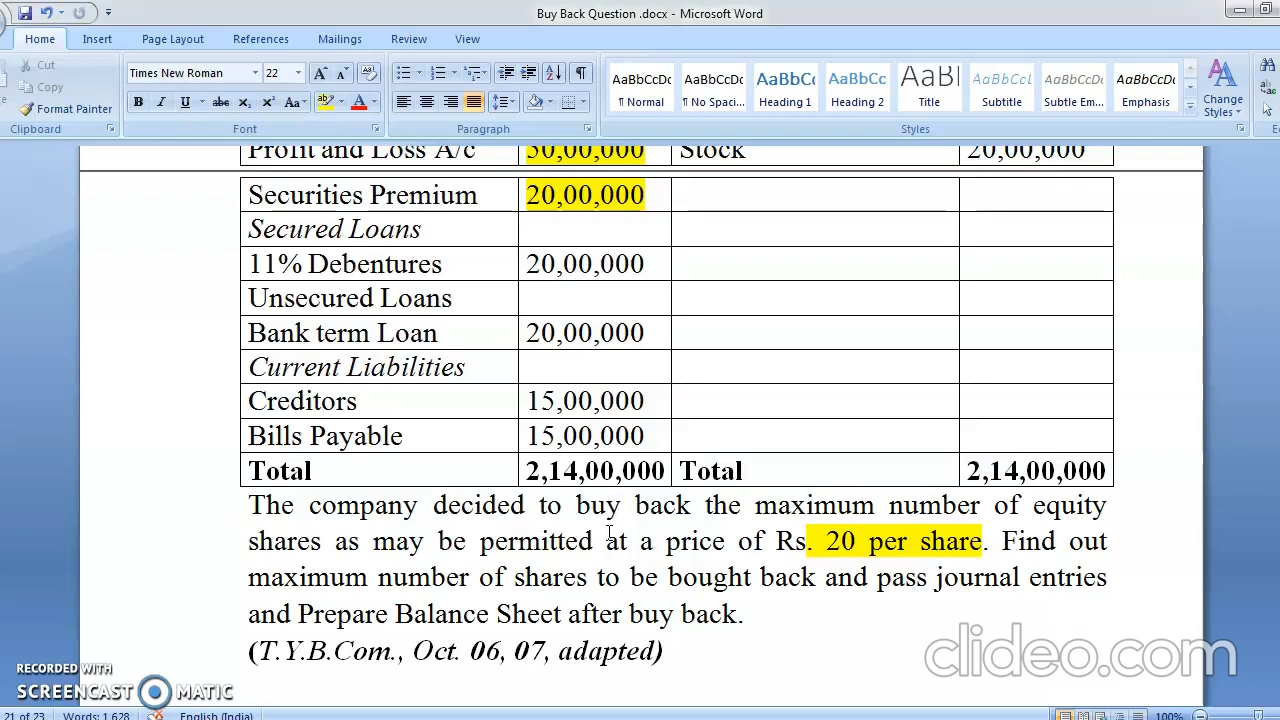 Buy Back Question .docx - Microsoft Word
Home Insert Page Layout References Mailings Review View
Cut
Copy
Format Painter
Clipboard
Times New Roman 22
Font
Paragraph
AaBbCcDc AaBbCcDc AaBbCc AaBbCc AaBl AaBbCcL AaBbCcDc AaBbCcDc
¶ Normal ¶ No Spaci... Heading 1 Heading 2 Title Subtitle Subtle Em... Emphasis
Change Styles
Styles
Profit and Loss A/c 50,00,000 Stock 20,00,000
Securities Premium 20,00,000
Secured Loans
11% Debentures 20,00,000
Unsecured Loans
Bank term Loan 20,00,000
Current Liabilities
Creditors 15,00,000
Bills Payable 15,00,000
Total 2,14,00,000 Total 2,14,00,000
The company decided to buy back the maximum number of equity
shares as may be permitted at a price of Rs. 20 per share. Find out
maximum number of shares to be bought back and pass journal entries
and Prepare Balance Sheet after buy back.
(T.Y.B.Com., Oct. 06, 07, adapted)
clideo.com
RECORDED WITH
SCREENCAST MATIC
21 of 23 Words: 1,628 English (India) 100%